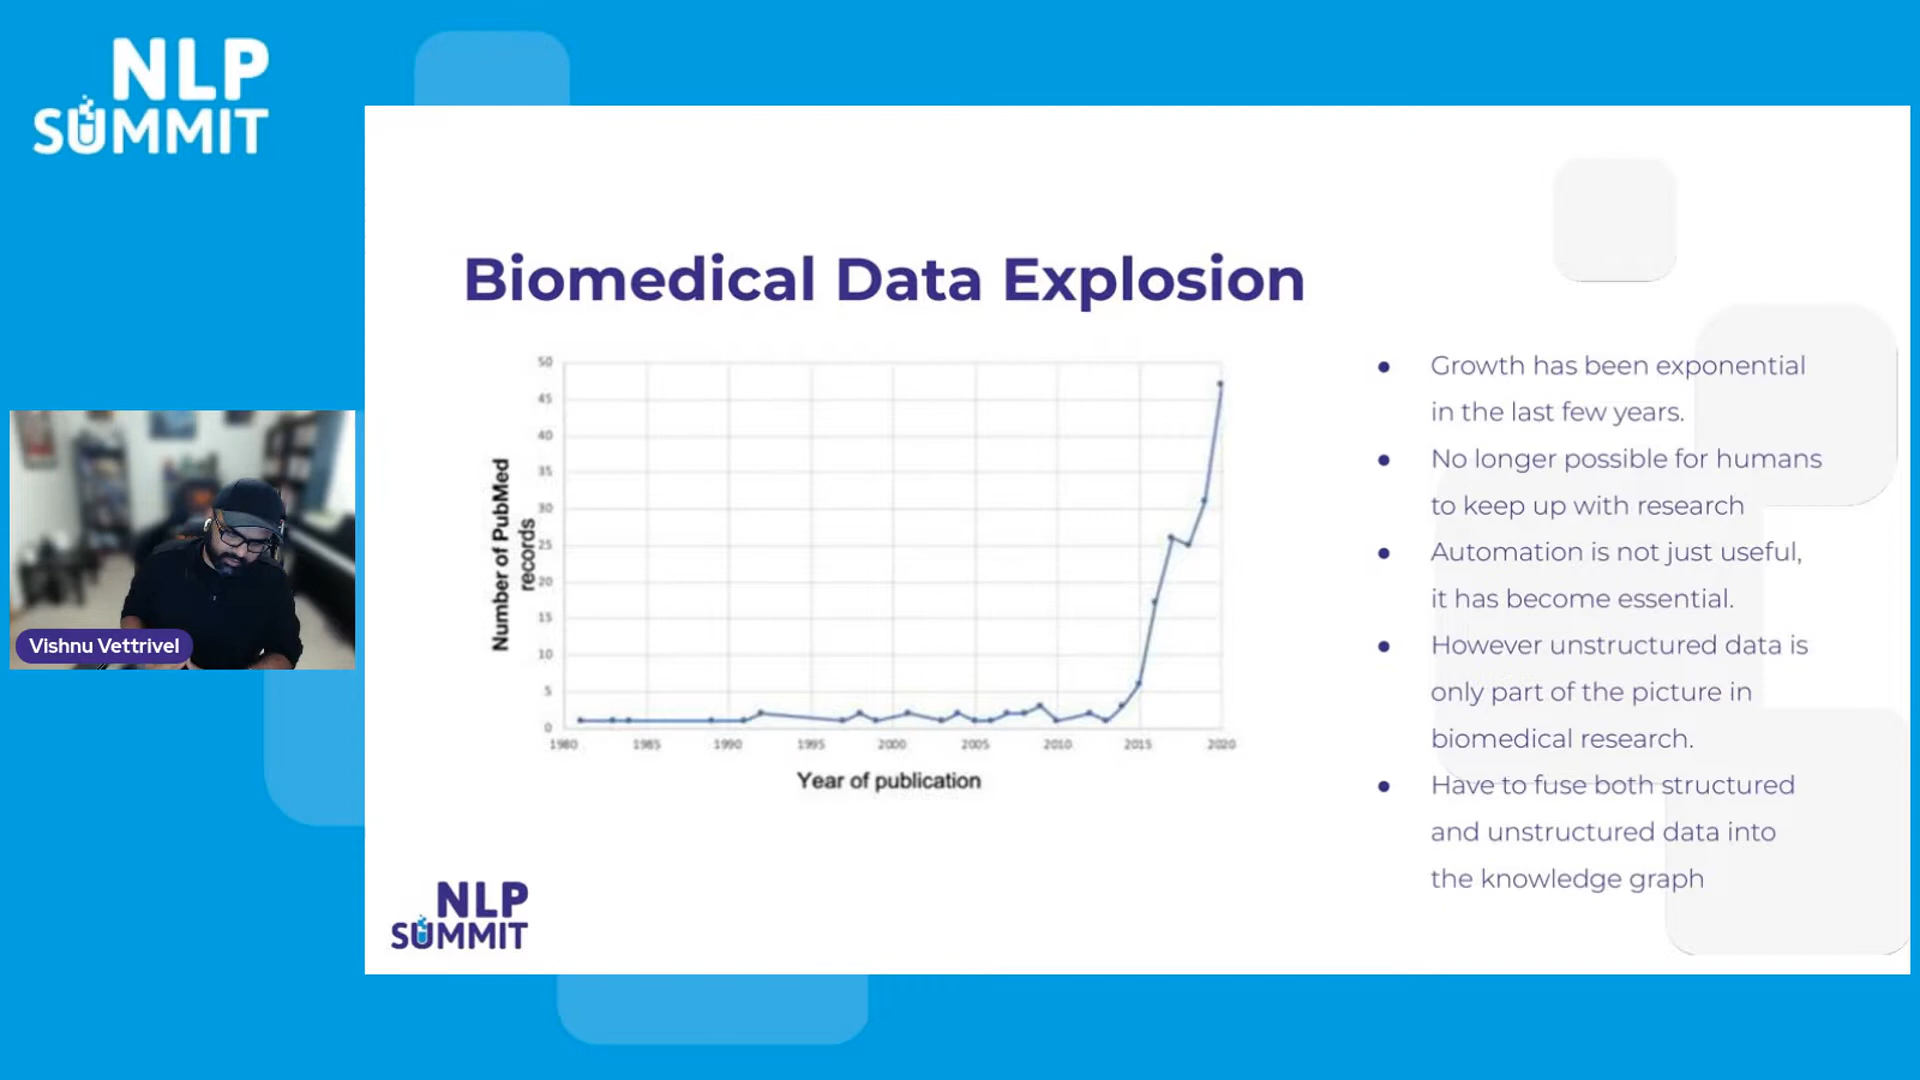 NLP
SUMMIT
Biomedical Data Explosion
50
45
40
35
30
25
20
15
10
5
0
1980 1985 1990 1995 2000 2005 2010 2015 2020
Number of PubMed
records
Year of publication
● Growth has been exponential
in the last few years.
● No longer possible for humans
to keep up with research
● Automation is not just useful,
it has become essential.
● However unstructured data is
only part of the picture in
biomedical research.
● Have to fuse both structured
and unstructured data into
the knowledge graph
Vishnu Vettrivel
NLP
SUMMIT